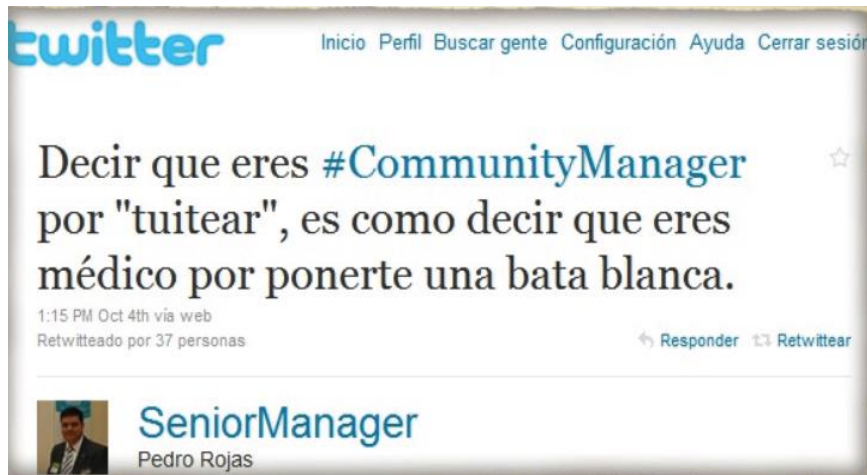 twitter
Inicio Perfil Buscar gente Configuración Ayuda Cerrar sesión
Decir que eres #CommunityManager
por "tuitear", es como decir que eres
médico por ponerte una bata blanca.
1:15 PM Oct 4th vía web
Retwitteado por 37 personas
Responder Retwittear
SeniorManager
Pedro Rojas